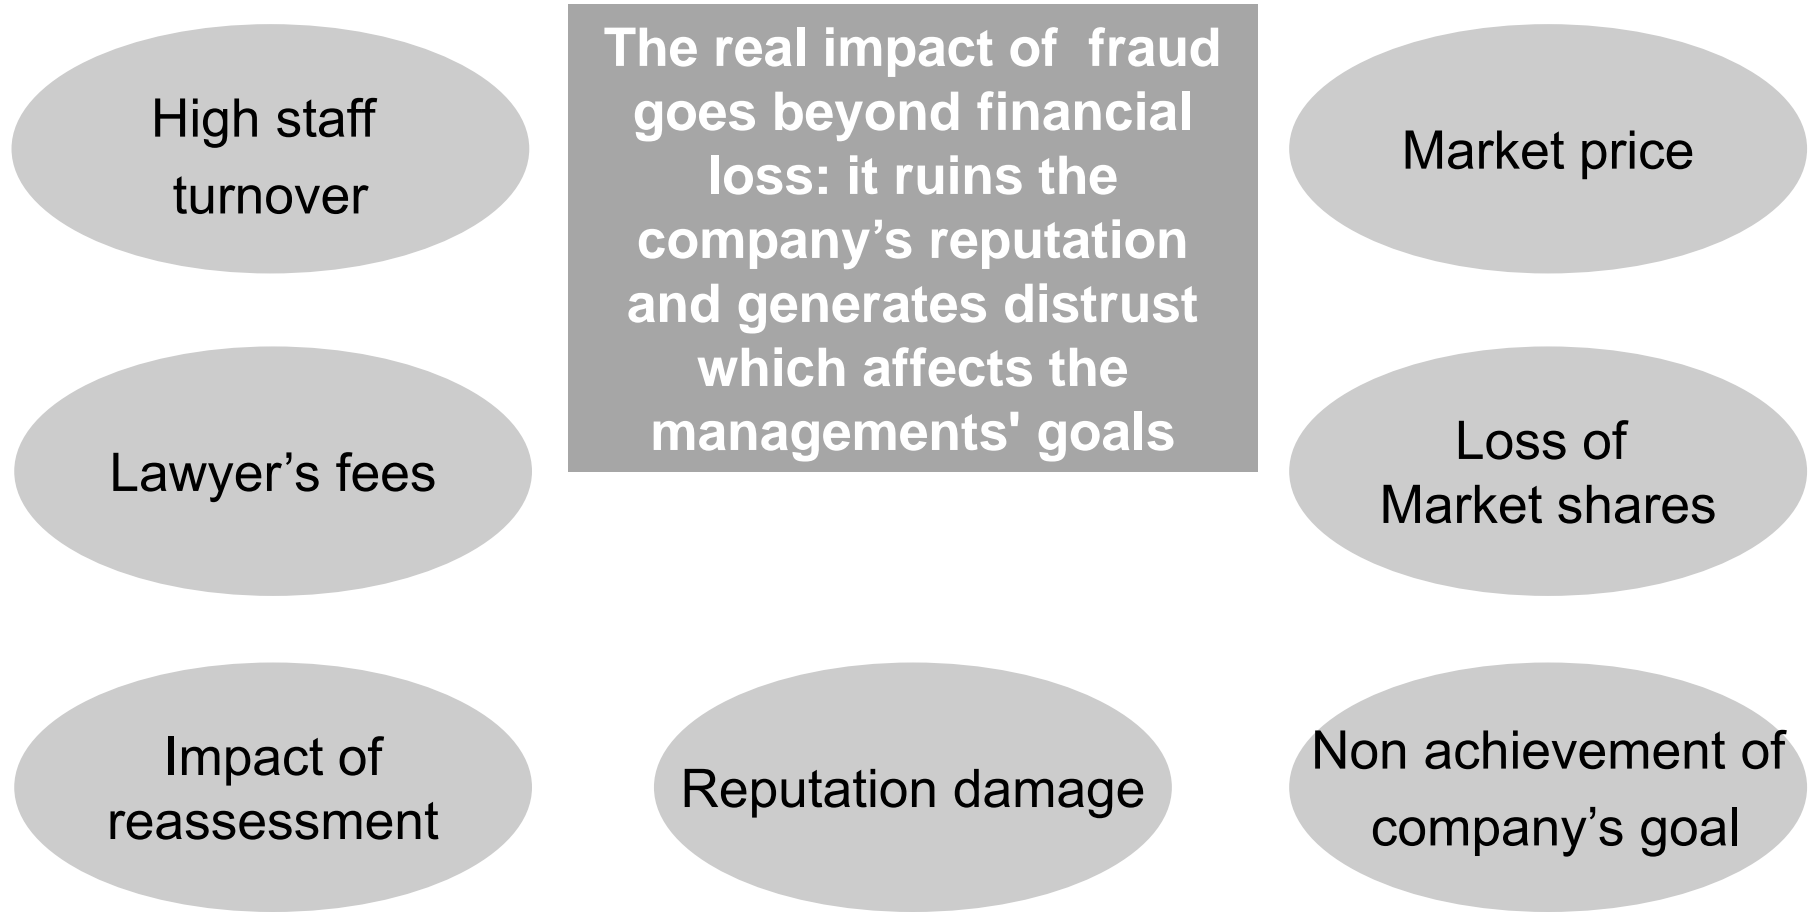 High staff
turnover
The real impact of  fraud
goes beyond financial
loss: it ruins the
company’s reputation
and generates distrust
which affects the
managements' goals
Market price
Lawyer’s fees
Loss of
Market shares
Impact of
reassessment
Reputation damage
Non achievement of
company’s goal